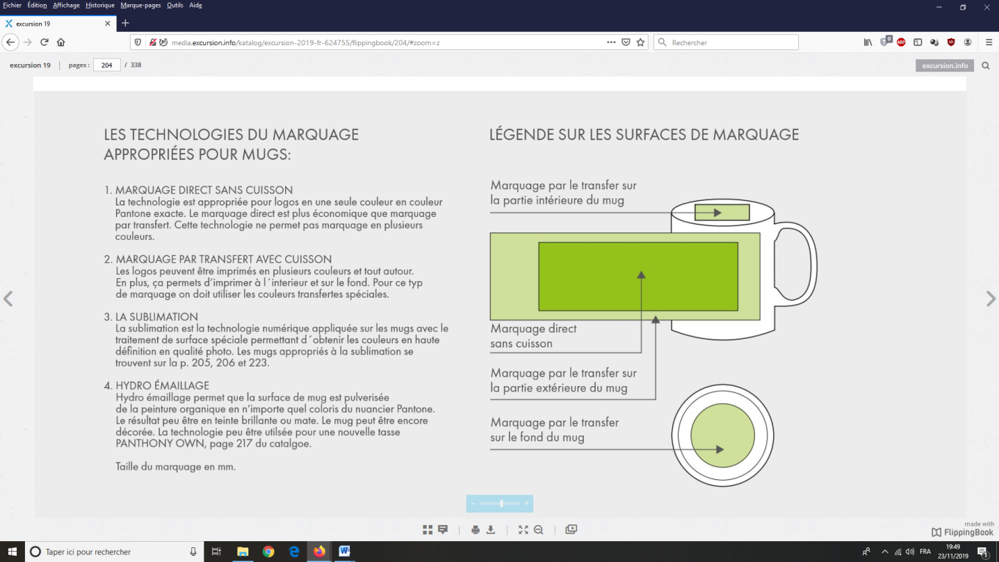 Fichier Édition Affichage Historique Marque-pages Outils Aide
excursion 19
media.excursion.info/katalog/excursion-2019-fr-624755/flippingbook/204/#zoom=z
Rechercher
0
ABP
excursion 19
pages : 204 / 338
excursion.info
LES TECHNOLOGIES DU MARQUAGE
APPROPRIÉES POUR MUGS:
1. MARQUAGE DIRECT SANS CUISSON
La technologie est appropriée pour logos en une seule couleur en couleur
Pantone exacte. Le marquage direct est plus économique que marquage
par transfert. Cette technologie ne permet pas marquage en plusieurs
couleurs.
2. MARQUAGE PAR TRANSFERT AVEC CUISSON
Les logos peuvent être imprimés en plusieurs couleurs et tout autour.
En plus, ça permets d'imprimer à l´interieur et sur le fond. Pour ce typ
de marquage on doit utiliser les couleurs transfertes spéciales.
3. LA SUBLIMATION
La sublimation est la technologie numérique appliquée sur les mugs avec le
traitement de surface spéciale permettant d´obtenir les couleurs en haute
définition en qualité photo. Les mugs appropriés à la sublimation se
trouvent sur la p. 205, 206 et 223.
4. HYDRO ÉMAILLAGE
Hydro émaillage permet que la surface de mug est pulverisée
de la peinture organique en n'importe quel coloris du nuancier Pantone.
Le résultat peu être en teinte brillante ou mate. Le mug peut être encore
décorée. La technologie peu être utilsée pour une nouvelle tasse
PANTHONY OWN, page 217 du catalgoe.
Taille du marquage en mm.
LÉGENDE SUR LES SURFACES DE MARQUAGE
Marquage par le transfer sur
la partie intérieure du mug
Marquage direct
sans cuisson
Marquage par le transfer sur
la partie extérieure du mug
Marquage par le transfer
sur le fond du mug
made with
FlippingBook
Taper ici pour rechercher
FRA
19:49
23/11/2019
1